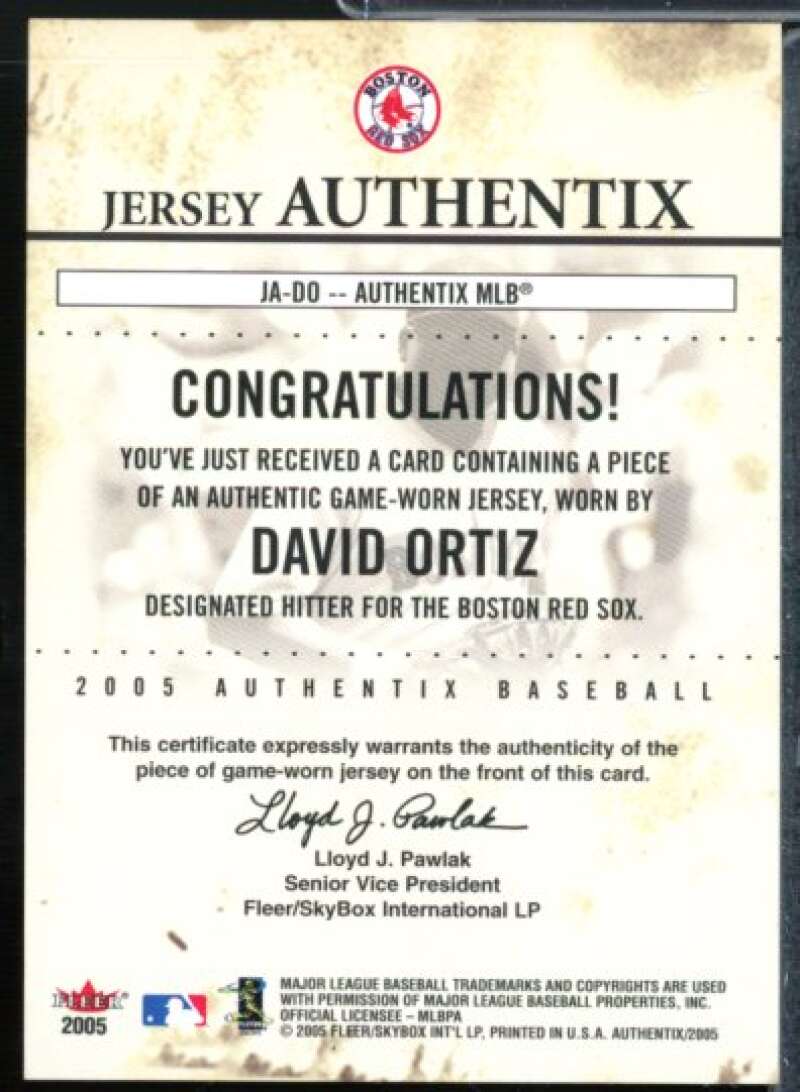 BOSTON
RED SOX
JERSEY AUTHENTIX
JA-DO -- AUTHENTIX MLB®
CONGRATULATIONS!
YOU'VE JUST RECEIVED A CARD CONTAINING A PIECE
OF AN AUTHENTIC GAME-WORN JERSEY, WORN BY
DAVID ORTIZ
DESIGNATED HITTER FOR THE BOSTON RED SOX.
2005 AUTHENTIX BASEBALL
This certificate expressly warrants the authenticity of the
piece of game-worn jersey on the front of this card.
Lloyd J. Pawlak
Lloyd J. Pawlak
Senior Vice President
Fleer/SkyBox International LP
FLEER®
2005
MAJOR LEAGUE BASEBALL TRADEMARKS AND COPYRIGHTS ARE USED
WITH PERMISSION OF MAJOR LEAGUE BASEBALL PROPERTIES, INC.
OFFICIAL LICENSEE – MLBPA
© 2005 FLEER/SKYBOX INT'L LP, PRINTED IN U.S.A. AUTHENTIX/2005